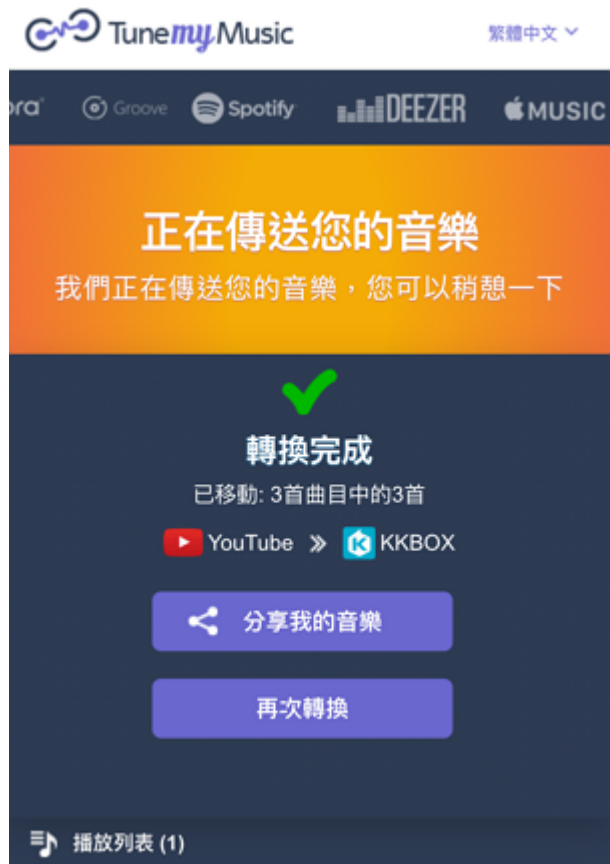 TunemyMusic
繁體中文
ora
Groove
Spotify
DEEZER
MUSIC
正在傳送您的音樂
我們正在傳送您的音樂，您可以稍憩一下
轉換完成
已移動: 3首曲目中的3首
YouTube » KKBOX
分享我的音樂
再次轉換
播放列表 (1)